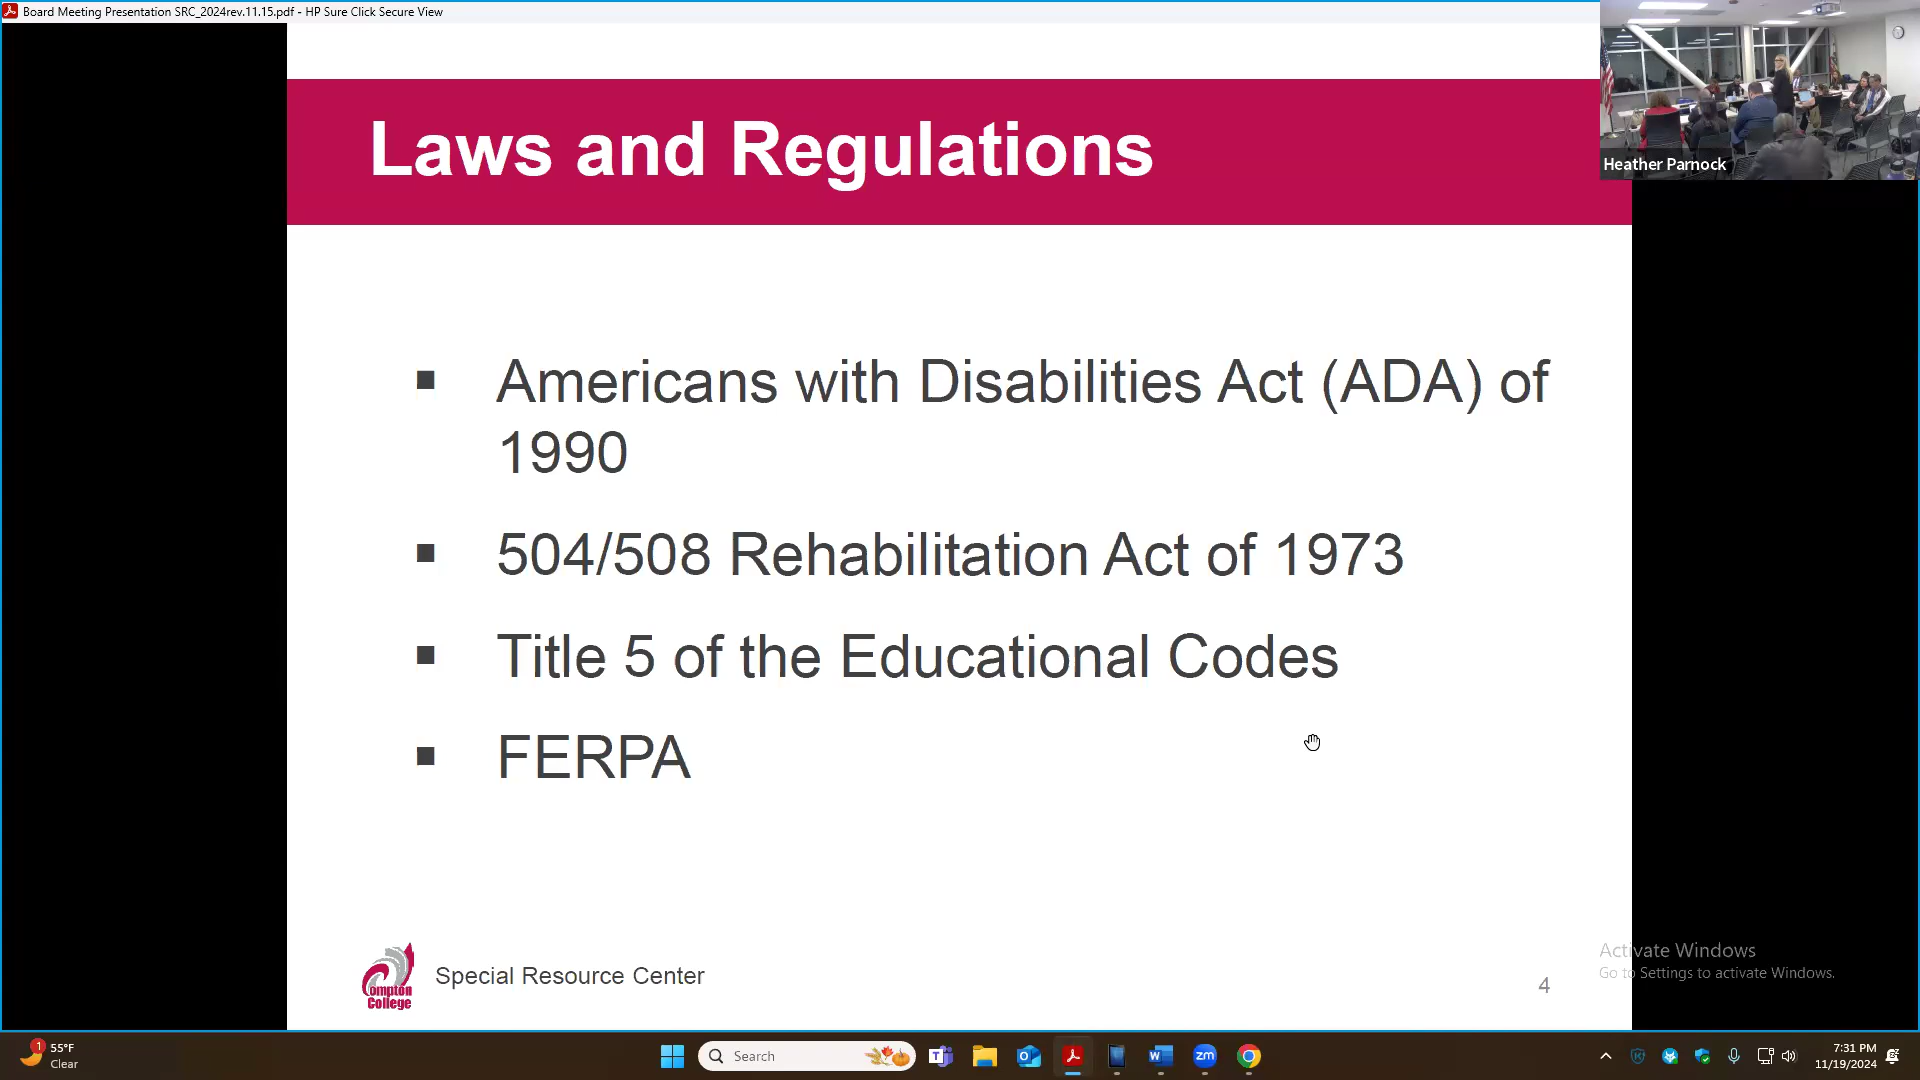 Board Meeting Presentation SRC_2024rev.11.15.pdf - HP Sure Click Secure View
Heather Parnock
Laws and Regulations
▪ Americans with Disabilities Act (ADA) of
1990
▪ 504/508 Rehabilitation Act of 1973
▪ Title 5 of the Educational Codes
▪ FERPA
Compton
College
Special Resource Center
4
Activate Windows
Go to Settings to activate Windows.
1
55°F
Clear
Search
zm
7:31 PM
11/19/2024